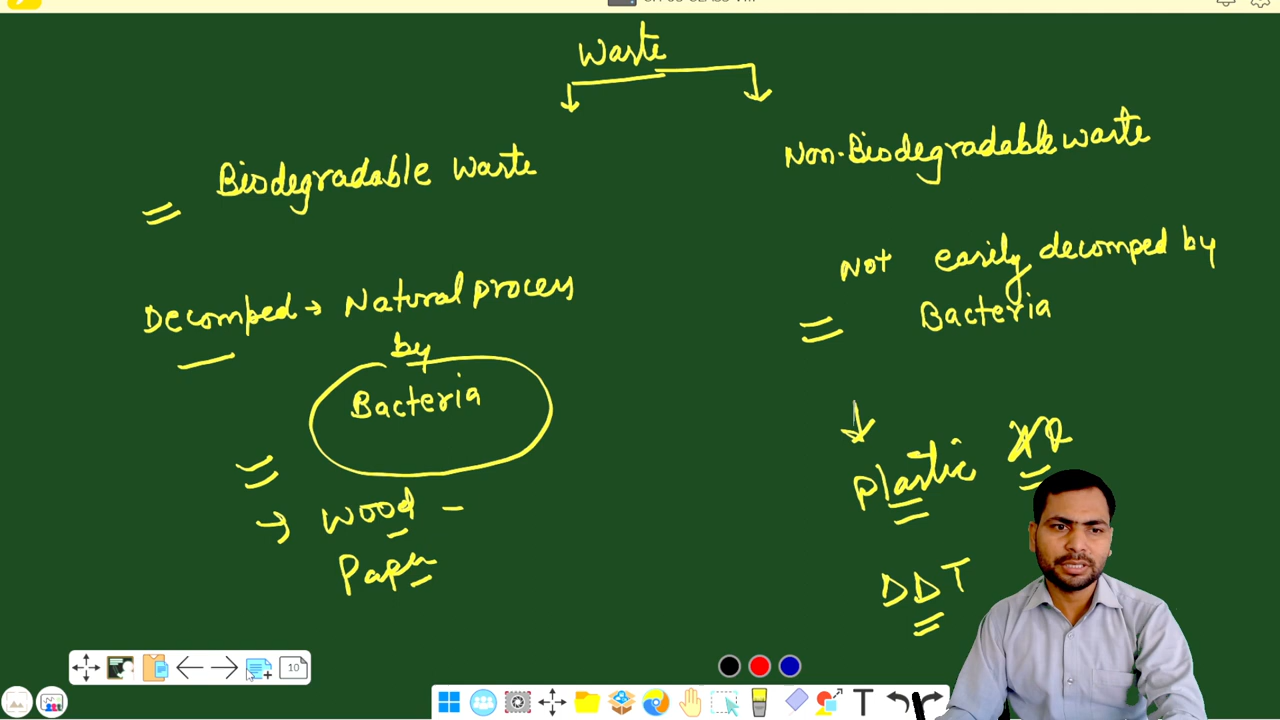 Waste
Biodegradable waste
Non-Biodegradable waste
Decomped → Natural process
by
Bacteria
→ Wood -
Paper
Not easily decomped by
Bacteria
Plastic
DDT
10
T